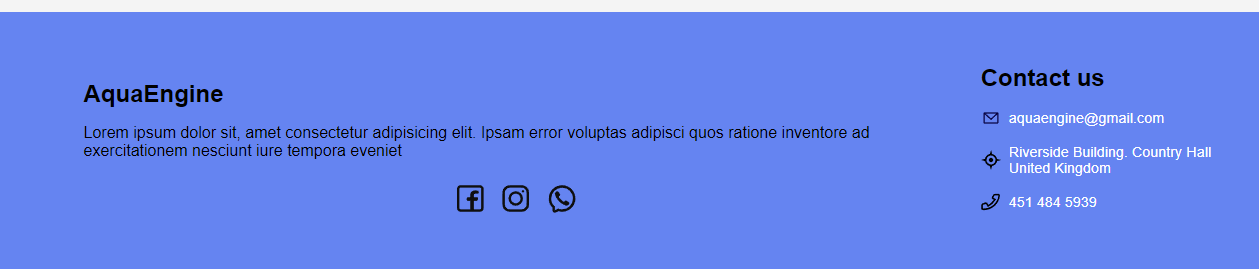 AquaEngine
Lorem ipsum dolor sit, amet consectetur adipisicing elit. Ipsam error voluptas adipisci quos ratione inventore ad
exercitationem nesciunt iure tempora eveniet
Contact us
aquaengine@gmail.com
Riverside Building. Country Hall
United Kingdom
451 484 5939